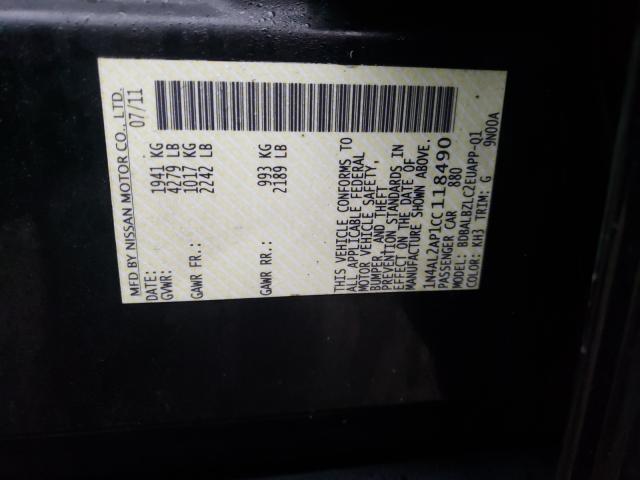 MFD BY NISSAN MOTOR CO., LTD.
DATE: 07/11
GVWR: 1941 KG
4279 LB
GAWR FR.: 1017 KG
2242 LB
GAWR RR.: 993 KG
2189 LB
THIS VEHICLE CONFORMS TO
ALL APPLICABLE FEDERAL
MOTOR VEHICLE SAFETY,
BUMPER, AND THEFT
PREVENTION STANDARDS IN
EFFECT ON THE DATE OF
MANUFACTURE SHOWN ABOVE.
1N4AL2AP1CC118490
PASSENGER CAR 880
MODEL: BDBALBZLC2EUAPP-Q1
COLOR: KH3 TRIM: G 9N00A